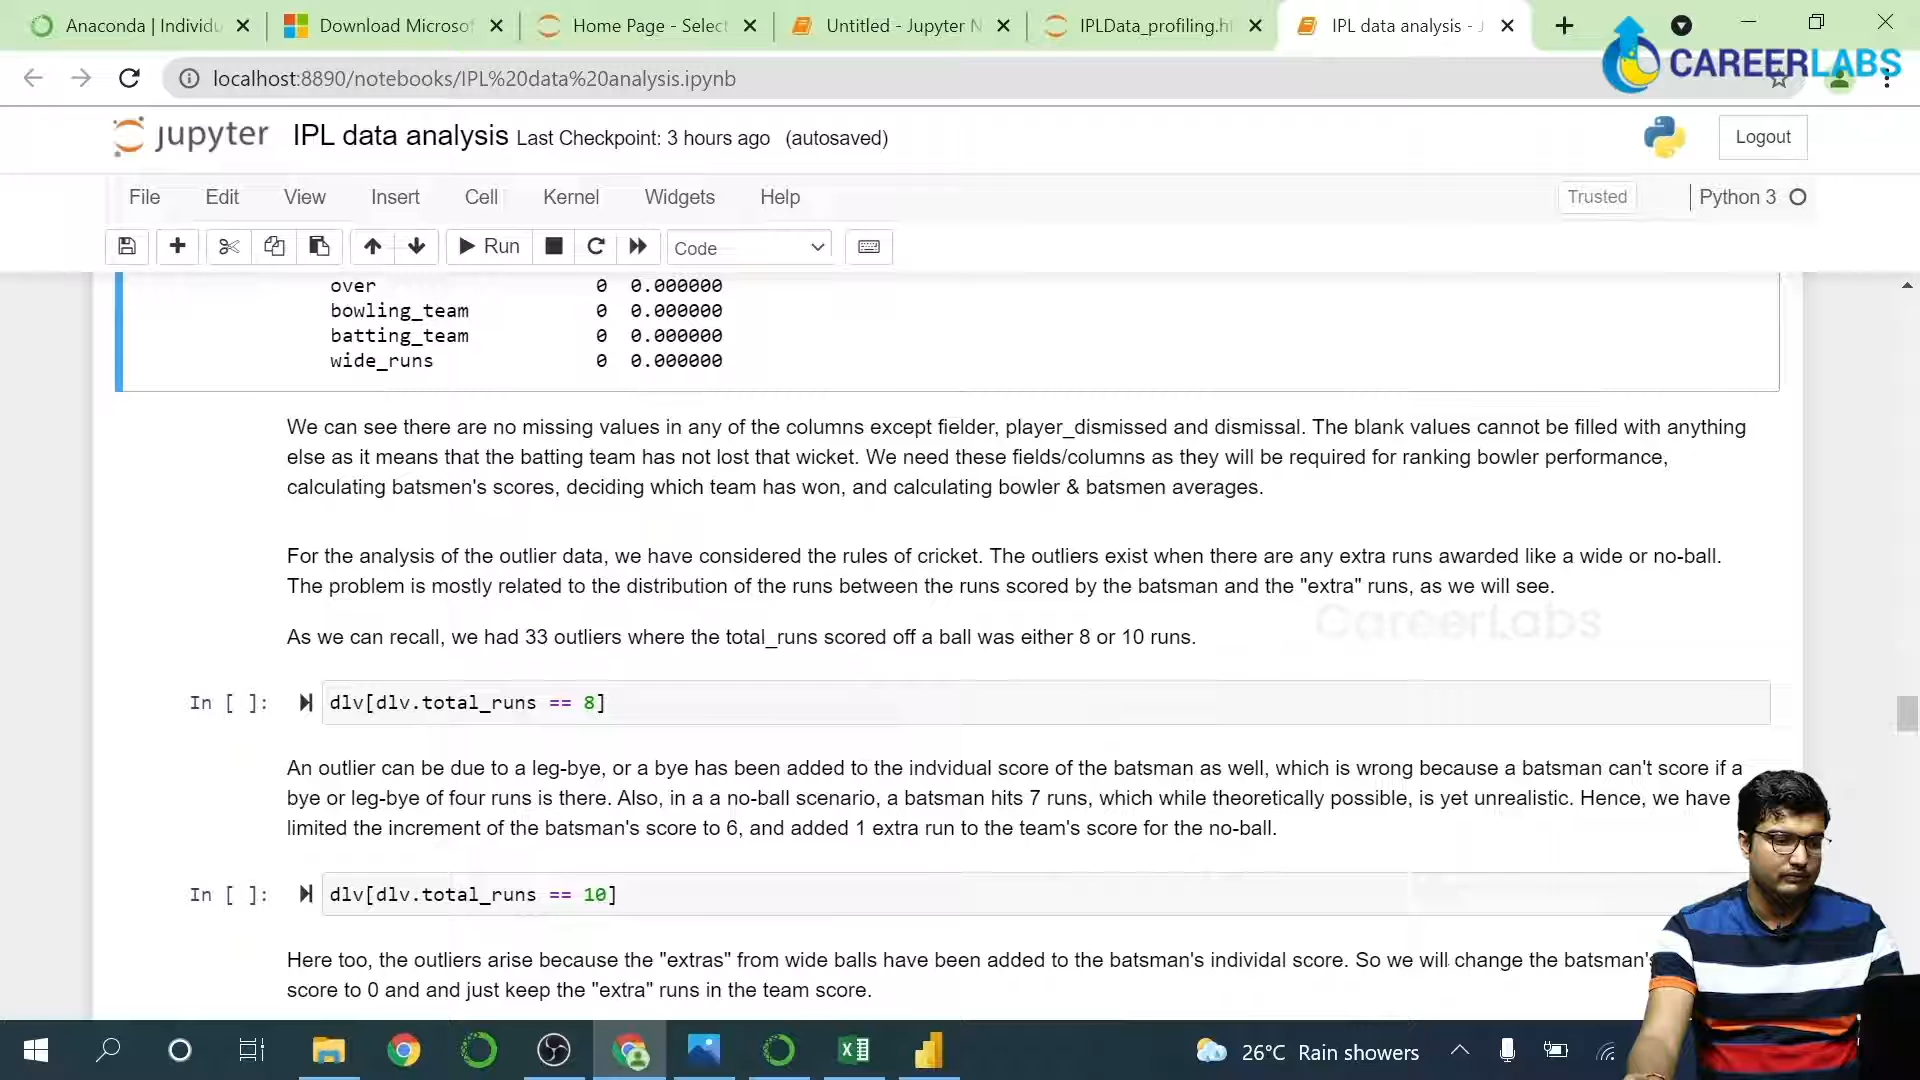 Anaconda | Individu
Download Microsof
Home Page - Select
Untitled - Jupyter N
IPLData_profiling.ht
IPL data analysis - J
CAREERLABS
localhost:8890/notebooks/IPL%20data%20analysis.ipynb
jupyter IPL data analysis Last Checkpoint: 3 hours ago (autosaved)
Logout
File Edit View Insert Cell Kernel Widgets Help
Trusted
Python 3
Run
Code
over 0 0.000000
bowling_team 0 0.000000
batting_team 0 0.000000
wide_runs 0 0.000000
We can see there are no missing values in any of the columns except fielder, player_dismissed and dismissal. The blank values cannot be filled with anything
else as it means that the batting team has not lost that wicket. We need these fields/columns as they will be required for ranking bowler performance,
calculating batsmen's scores, deciding which team has won, and calculating bowler & batsmen averages.
For the analysis of the outlier data, we have considered the rules of cricket. The outliers exist when there are any extra runs awarded like a wide or no-ball.
The problem is mostly related to the distribution of the runs between the runs scored by the batsman and the "extra" runs, as we will see.
CareerLabs
As we can recall, we had 33 outliers where the total_runs scored off a ball was either 8 or 10 runs.
In [ ]: dlv[dlv.total_runs == 8]
An outlier can be due to a leg-bye, or a bye has been added to the indvidual score of the batsman as well, which is wrong because a batsman can't score if a
bye or leg-bye of four runs is there. Also, in a a no-ball scenario, a batsman hits 7 runs, which while theoretically possible, is yet unrealistic. Hence, we have
limited the increment of the batsman's score to 6, and added 1 extra run to the team's score for the no-ball.
In [ ]: dlv[dlv.total_runs == 10]
Here too, the outliers arise because the "extras" from wide balls have been added to the batsman's individal score. So we will change the batsman's
score to 0 and and just keep the "extra" runs in the team score.
26°C Rain showers